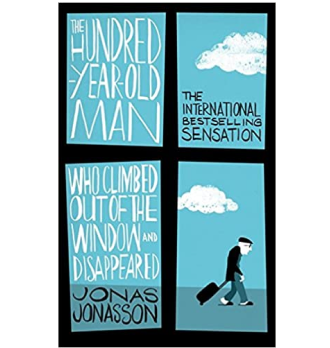 THE
HUNDRED
-YEAR-OLD
MAN
THE
INTERNATIONAL
BESTSELLING
SENSATION
WHO CLIMBED
OUT OF THE
WINDOW AND
DISAPPEARED
JONAS
JONASSON